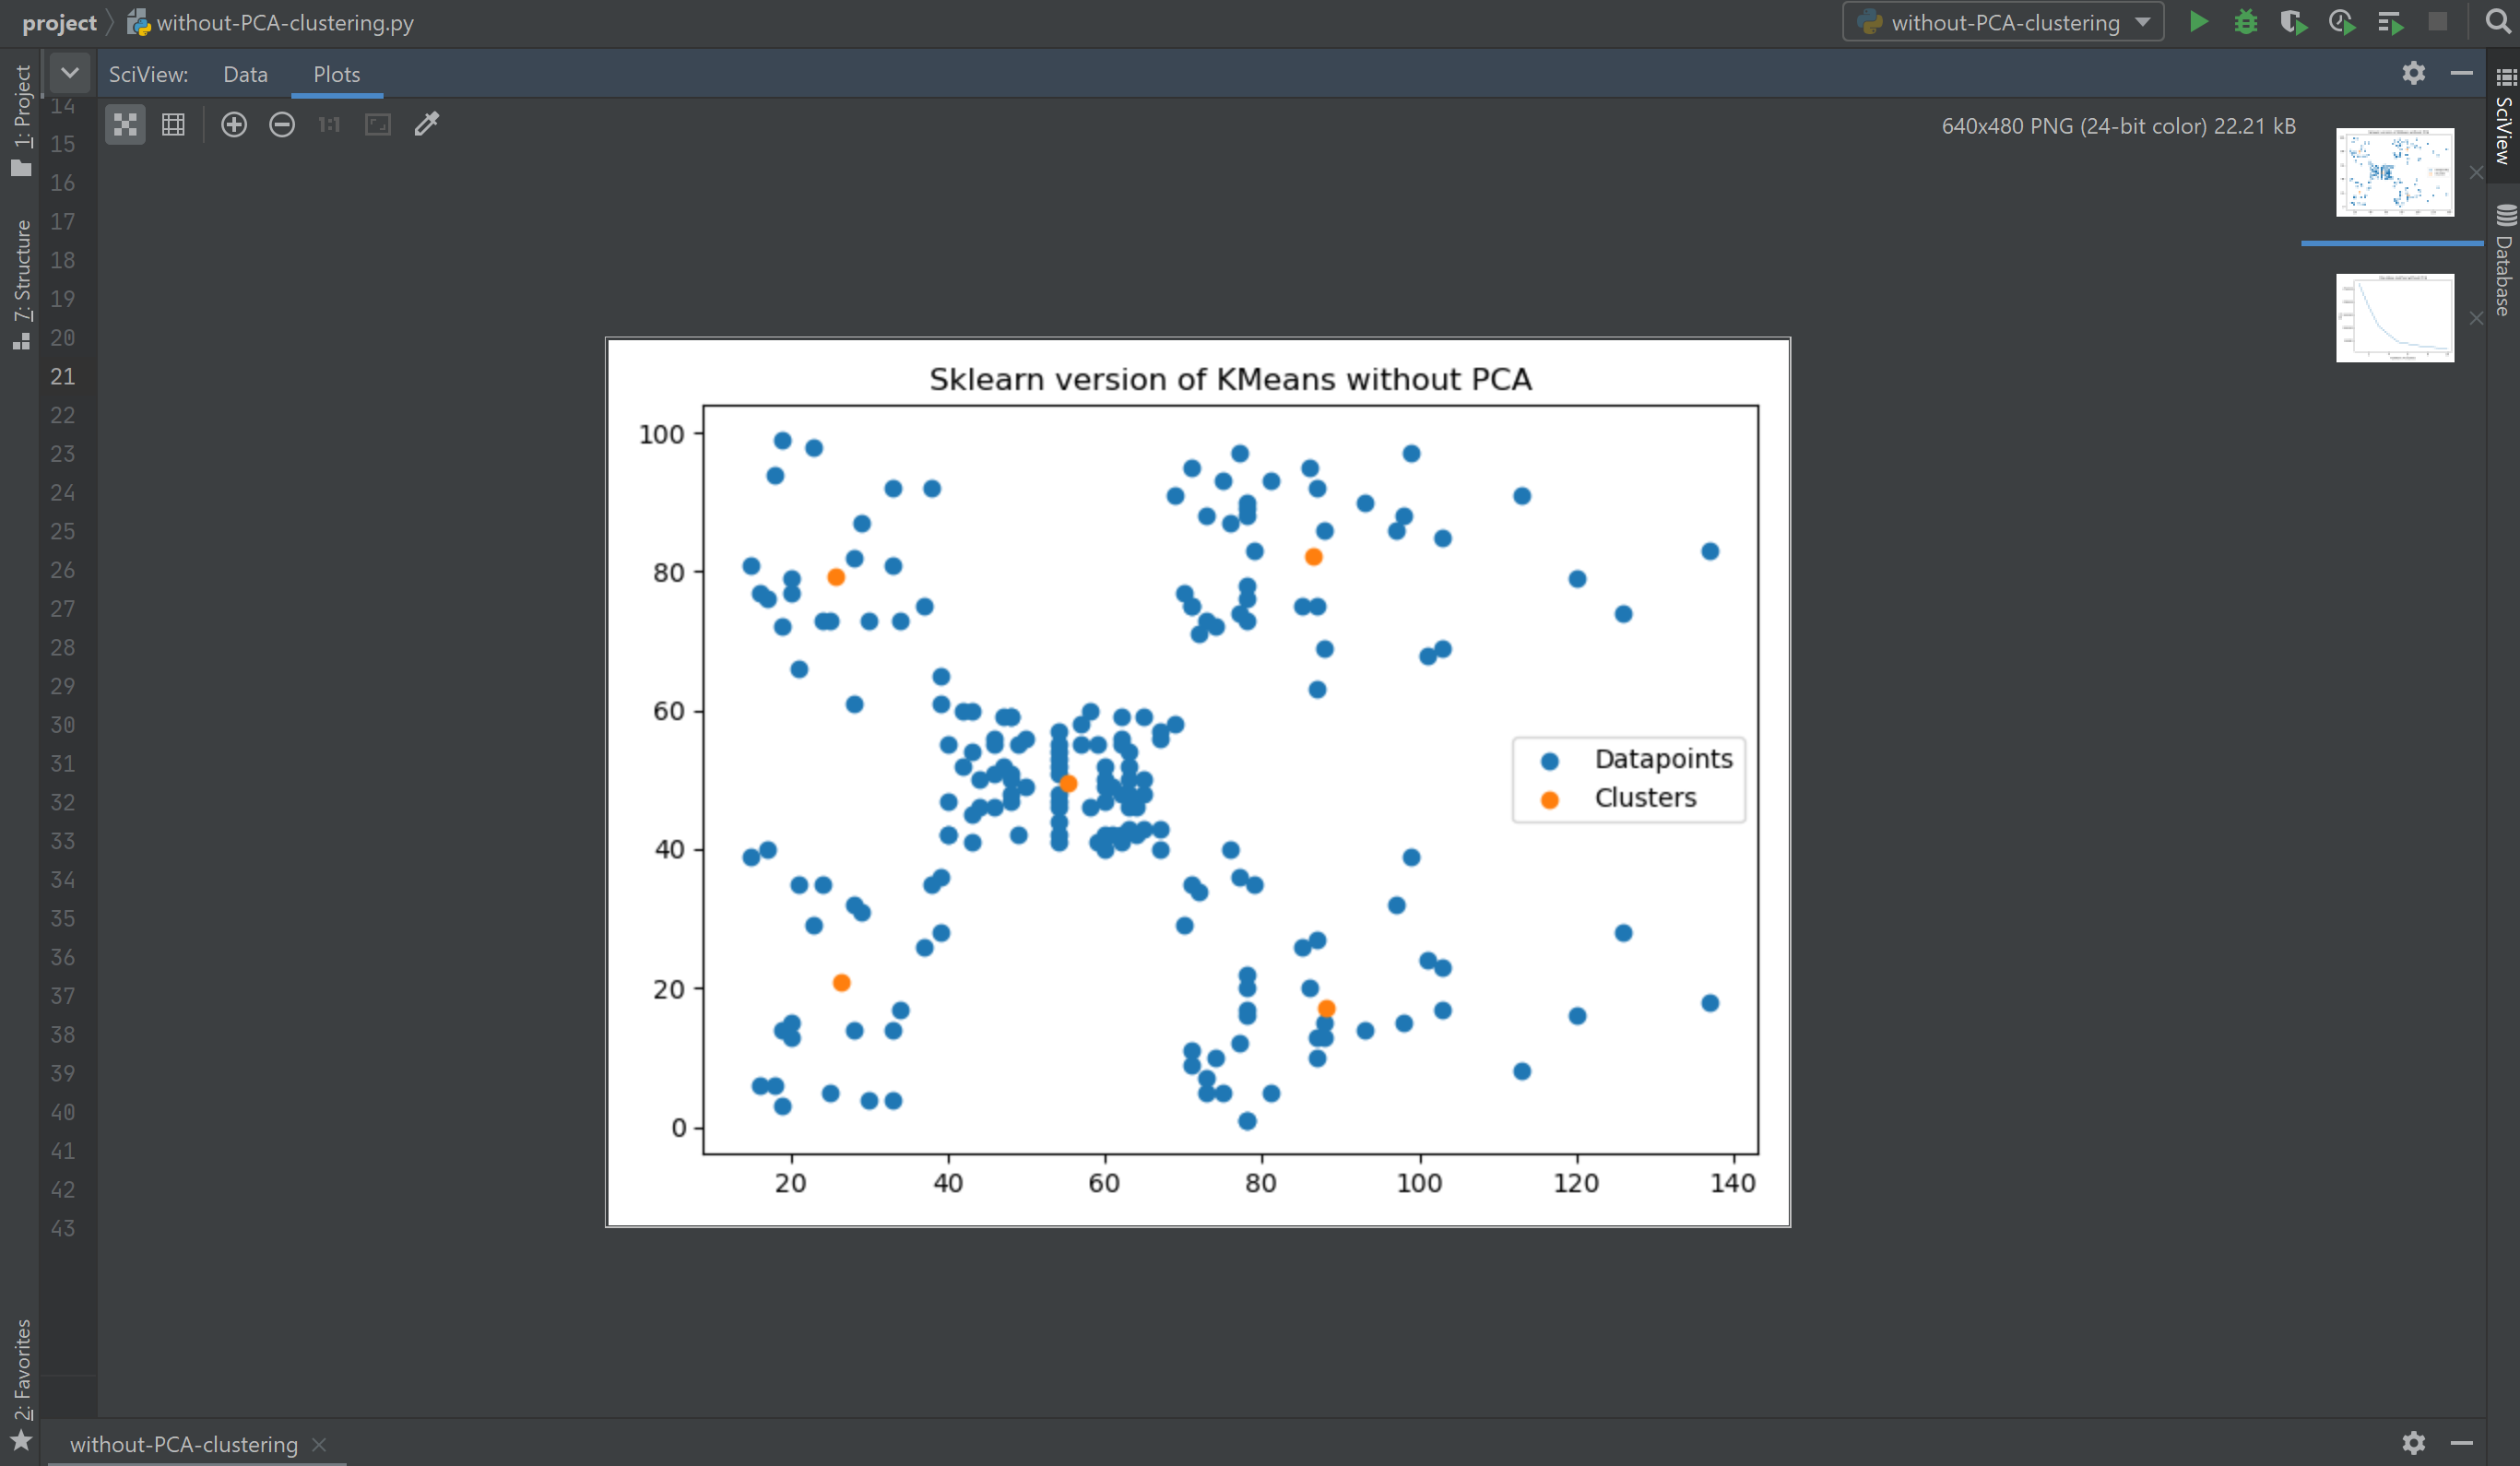 project
without-PCA-clustering.py
without-PCA-clustering
SciView:
Data
Plots
1: Project
7: Structure
2: Favorites
SciView
Database
1:1
640x480 PNG (24-bit color) 22.21 kB
14
15
16
17
18
19
20
21
22
23
24
25
26
27
28
29
30
31
32
33
34
35
36
37
38
39
40
41
42
43
Sklearn version of KMeans without PCA
100
80
60
40
20
0
Datapoints
Clusters
20
40
60
80
100
120
140
without-PCA-clustering